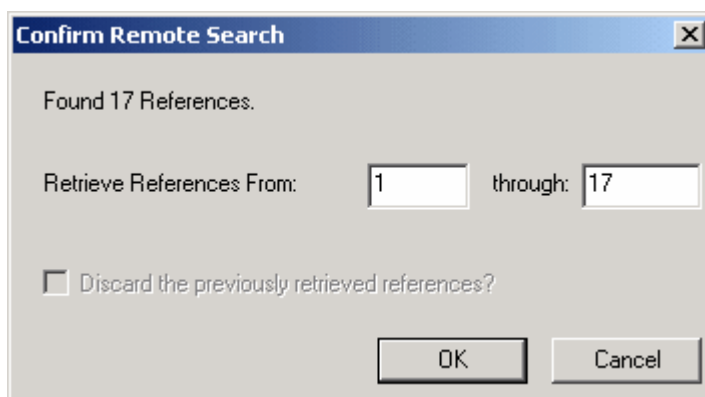 Confirm Remote Search
Found 17 References.
Retrieve References From: 1 through: 17
Discard the previously retrieved references?
OK Cancel